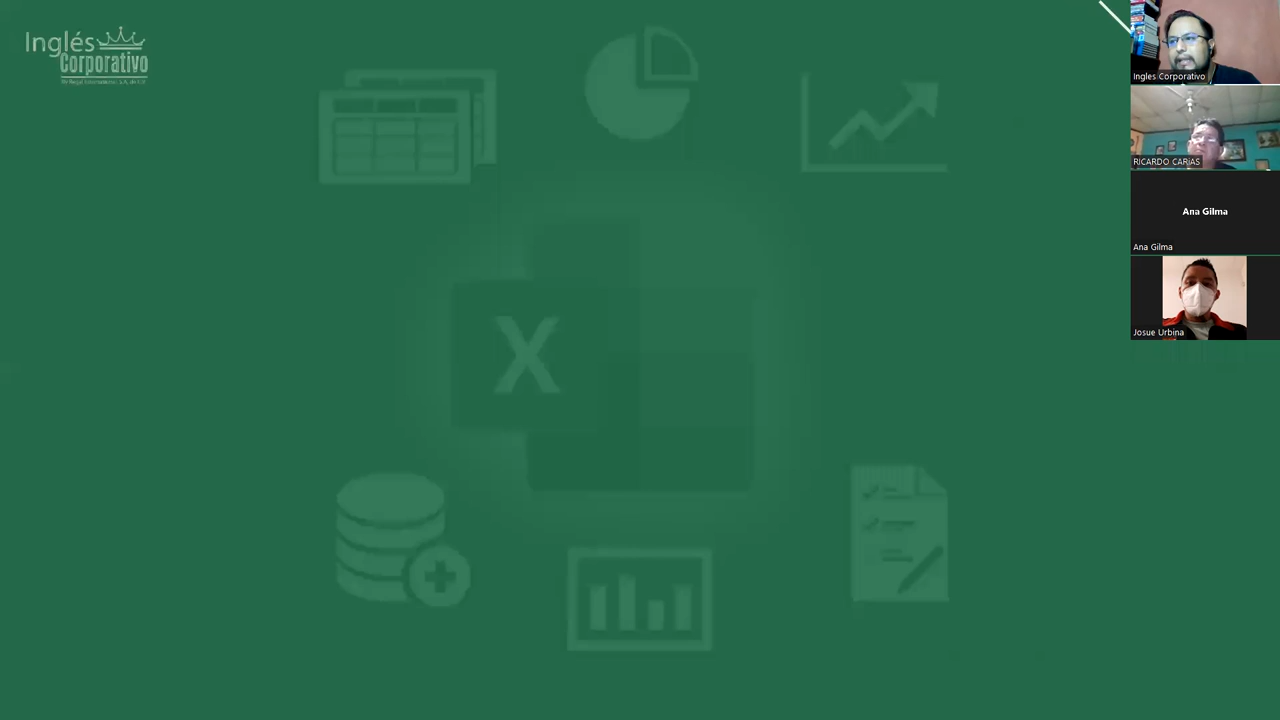 Inglés
Corporativo
X
Ingles Corporativo
RICARDO CARIAS
Ana Gilma
Ana Gilma
Josue Urbina